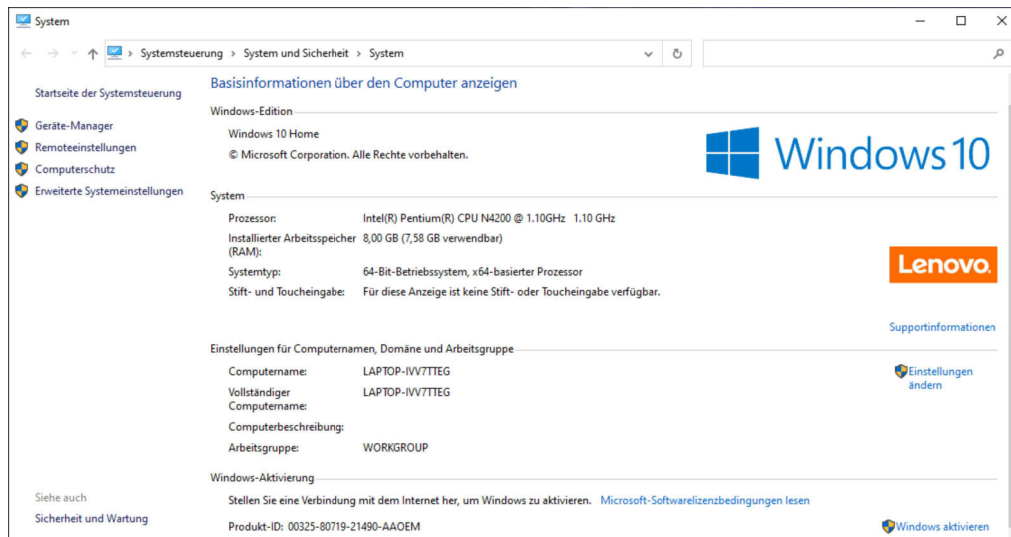 System
Systemsteuerung › System und Sicherheit › System
Startseite der Systemsteuerung
Geräte-Manager
Remoteeinstellungen
Computerschutz
Erweiterte Systemeinstellungen
Siehe auch
Sicherheit und Wartung
Basisinformationen über den Computer anzeigen
Windows-Edition
Windows 10 Home
© Microsoft Corporation. Alle Rechte vorbehalten.
Windows 10
System
Prozessor: Intel(R) Pentium(R) CPU N4200 @ 1.10GHz 1.10 GHz
Installierter Arbeitsspeicher 8,00 GB (7,58 GB verwendbar)
(RAM):
Systemtyp: 64-Bit-Betriebssystem, x64-basierter Prozessor
Stift- und Toucheingabe: Für diese Anzeige ist keine Stift- oder Toucheingabe verfügbar.
Lenovo.
Supportinformationen
Einstellungen für Computernamen, Domäne und Arbeitsgruppe
Computername: LAPTOP-IVV7TTEG
Vollständiger LAPTOP-IVV7TTEG
Computername:
Computerbeschreibung:
Arbeitsgruppe: WORKGROUP
Einstellungen
ändern
Windows-Aktivierung
Stellen Sie eine Verbindung mit dem Internet her, um Windows zu aktivieren. Microsoft-Softwarelizenzbedingungen lesen
Produkt-ID: 00325-80719-21490-AAOEM
Windows aktivieren